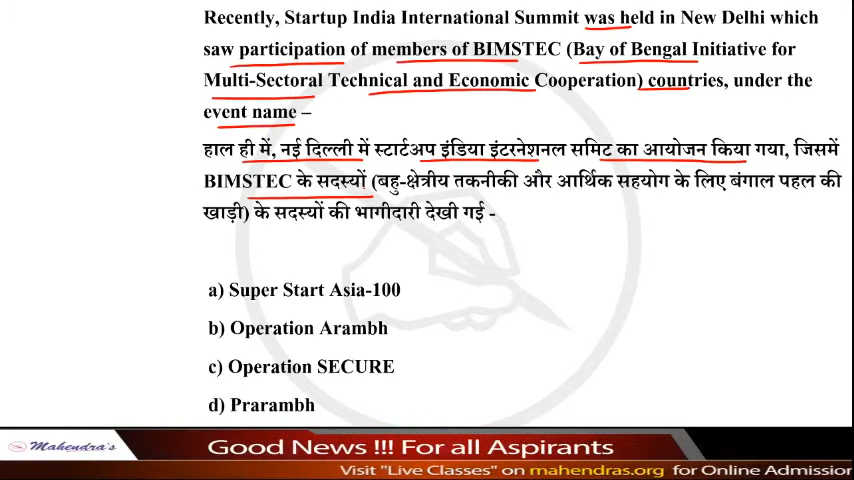 Recently, Startup India International Summit was held in New Delhi which
saw participation of members of BIMSTEC (Bay of Bengal Initiative for
Multi-Sectoral Technical and Economic Cooperation) countries, under the
event name –
हाल ही में, नई दिल्ली में स्टार्टअप इंडिया इंटरनेशनल समिट का आयोजन किया गया, जिसमें
BIMSTEC के सदस्यों (बहु-क्षेत्रीय तकनीकी और आर्थिक सहयोग के लिए बंगाल पहल की
खाड़ी) के सदस्यों की भागीदारी देखी गई -
a) Super Start Asia-100
b) Operation Arambh
c) Operation SECURE
d) Prarambh
Mahendra's
Good News !!! For all Aspirants
Visit "Live Classes" on mahendras.org for Online Admissio